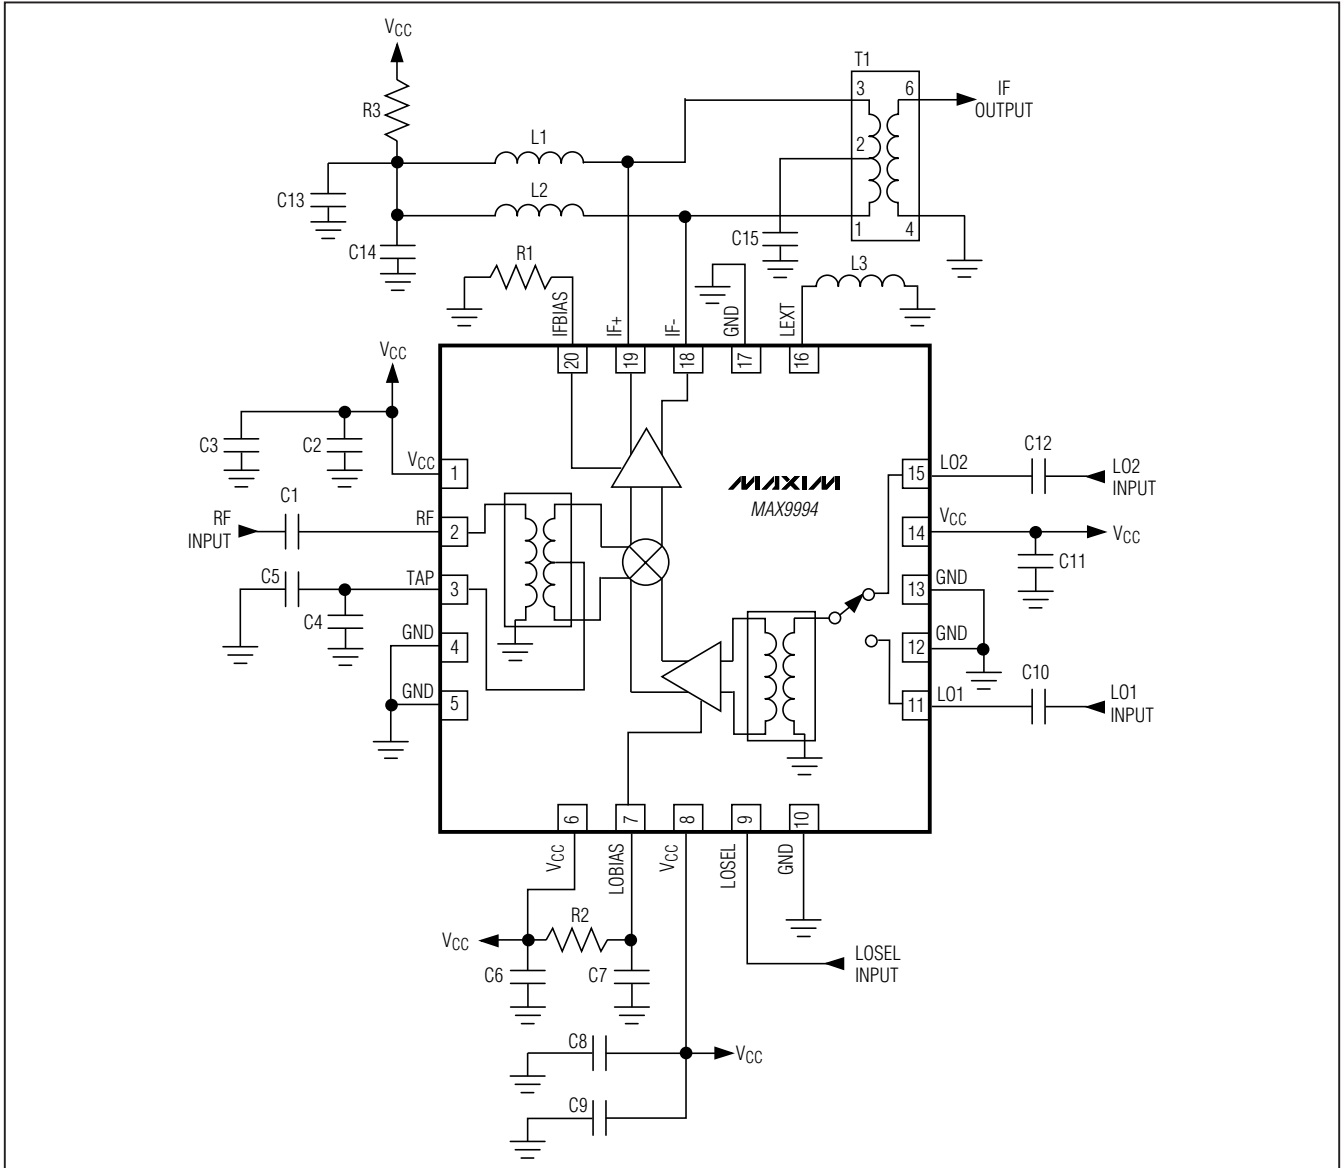 VCC
R3
C13
C14
L1
L2
T1
3
2
1
6
4
IF
OUTPUT
C15
R1
L3
IFBIAS
IF+
IF-
GND
LEXT
20
19
18
17
16
VCC
C3
C2
VCC
1
C1
RF
INPUT
RF
2
C5
TAP
3
C4
GND
4
GND
5
MAXIM
MAX9994
15
LO2
C12
LO2
INPUT
14
VCC
VCC
C11
13
GND
12
GND
11
LO1
C10
LO1
INPUT
6
7
8
9
10
VCC
LOBIAS
VCC
LOSEL
GND
VCC
R2
C6
C7
LOSEL
INPUT
C8
VCC
C9